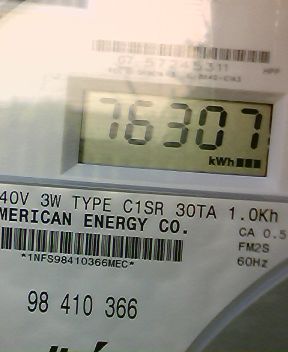 76307
kWh
40V 3W TYPE C1SR 30TA 1.0Kh
MERICAN ENERGY CO.
CA 0.5
FM2S
*1NFS98410366MEC*
60Hz
98 410 366